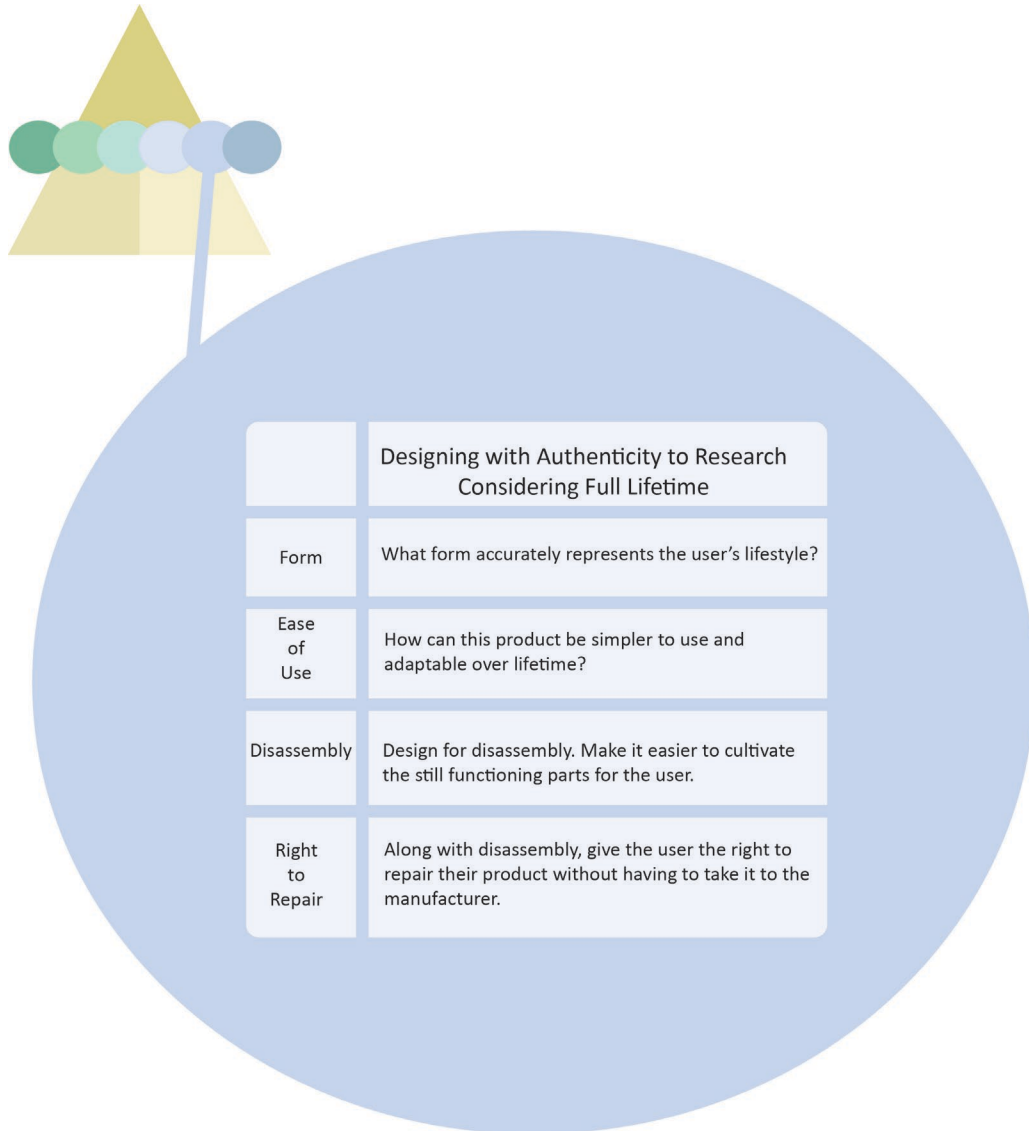 Designing with Authenticity to Research
Considering Full Lifetime
Form
What form accurately represents the user’s lifestyle?
Ease
of
Use
How can this product be simpler to use and
adaptable over lifetime?
Disassembly
Design for disassembly. Make it easier to cultivate
the still functioning parts for the user.
Right
to
Repair
Along with disassembly, give the user the right to
repair their product without having to take it to the
manufacturer.